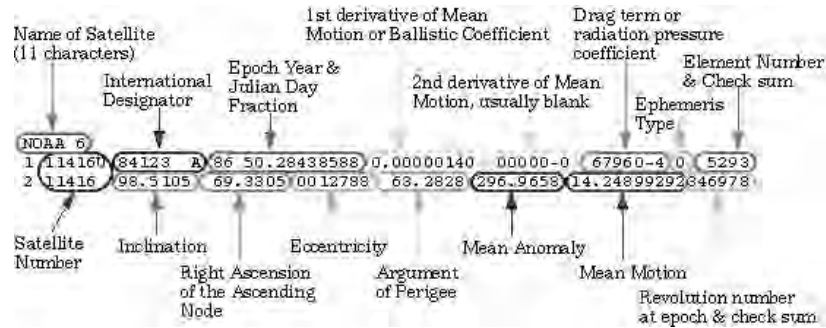 Name of Satellite
(11 characters)
International
Designator
Epoch Year &
Julian Day
Fraction
1st derivative of Mean
Motion or Ballistic Coefficient
2nd derivative of Mean
Motion, usually blank
Drag term or
radiation pressure
coefficient
Ephemeris
Type
Element Number
& Check sum
NOAA 6
1 11416U 84123 A 86 50.28438588 0.00000140 00000-0 67960-4 0 5293
2 11416 98.5105 69.3305 0012788 63.2828 296.9658 14.24899292 346978
Satellite
Number
Inclination
Right Ascension
of the Ascending
Node
Eccentricity
Argument
of Perigee
Mean Anomaly
Mean Motion
Revolution number
at epoch & check sum